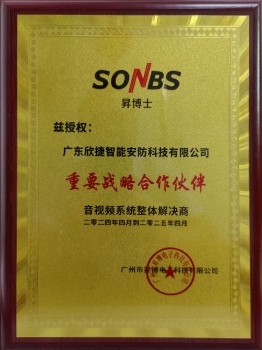 SONBS
昇博士
兹授权：
广东欣捷智能安防科技有限公司
重要战略合作伙伴
音视频系统整体解决商
二〇二四年四月到二〇二五年四月
广州市昇博电子科技有限公司